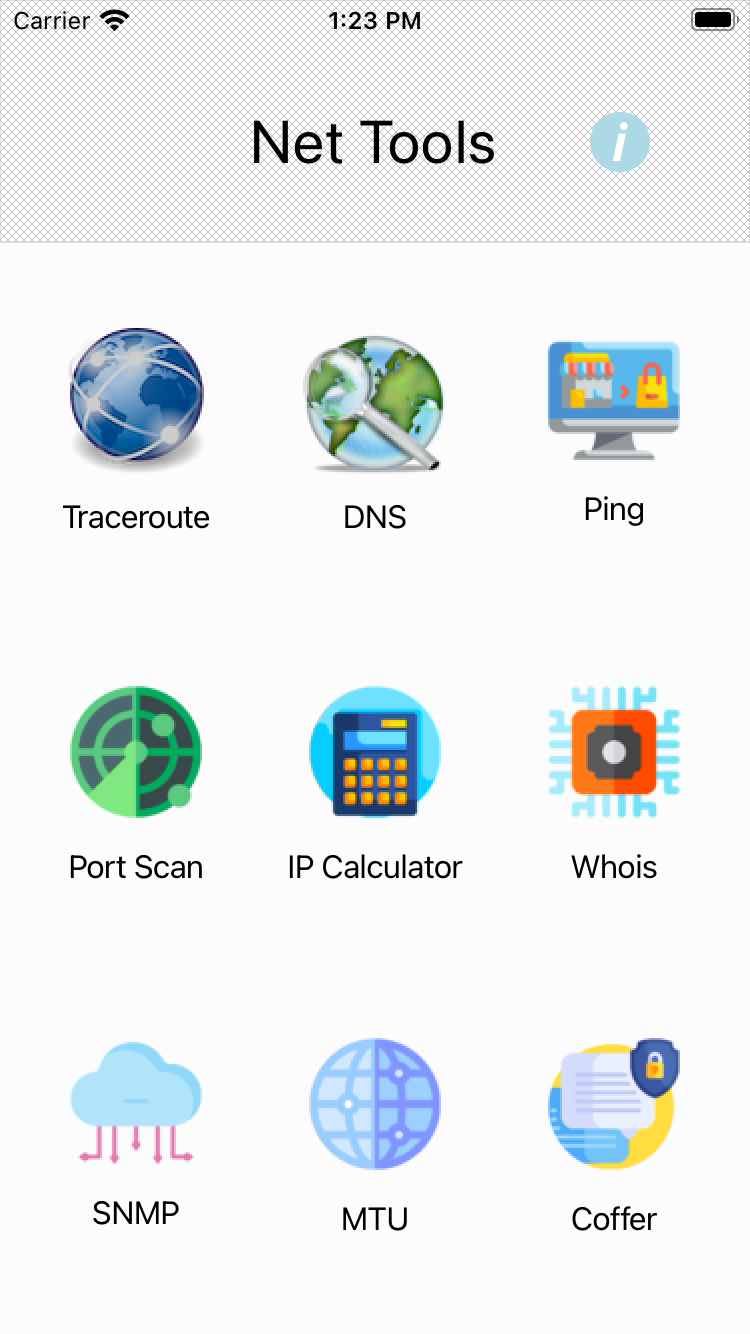 Carrier 1:23 PM
Net Tools i
Traceroute DNS Ping
Port Scan IP Calculator Whois
SNMP MTU Coffer